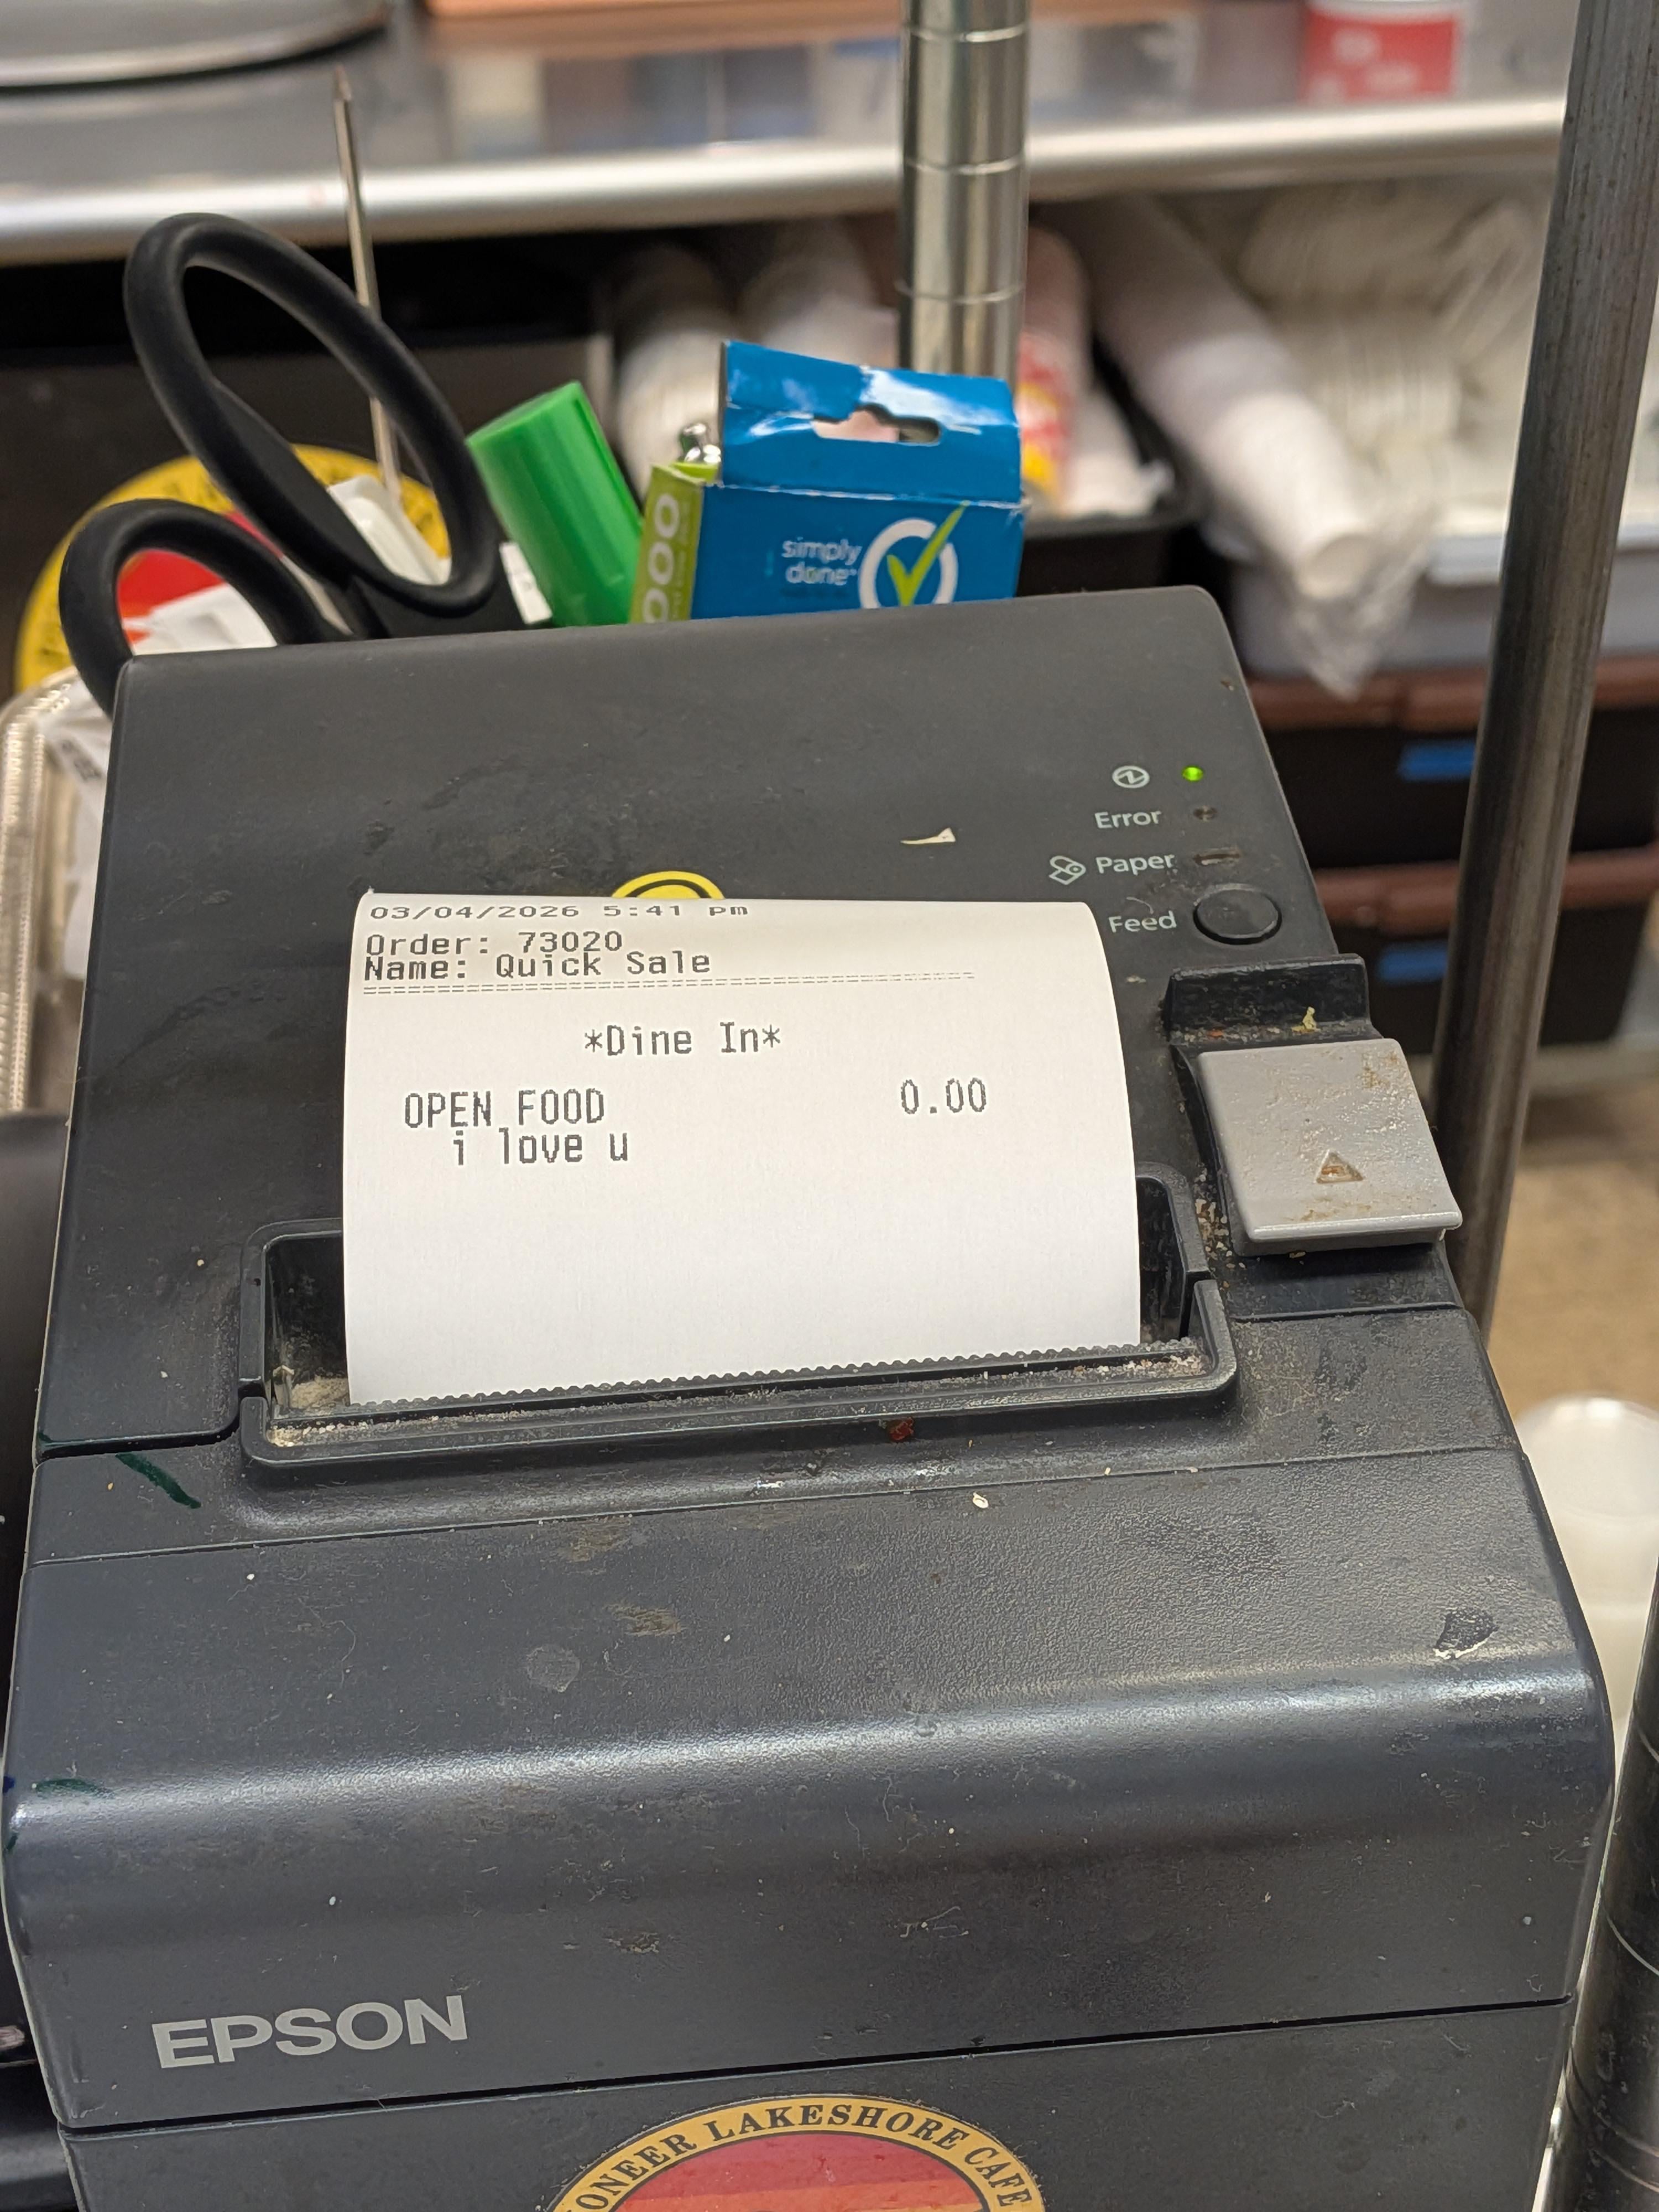 simply
done
Error
Paper
Feed
03/04/2026 5:41 pm
Order: 73020
Name: Quick Sale
*Dine In*
OPEN FOOD 0.00
i love u
EPSON
LAKESHORE CAFE